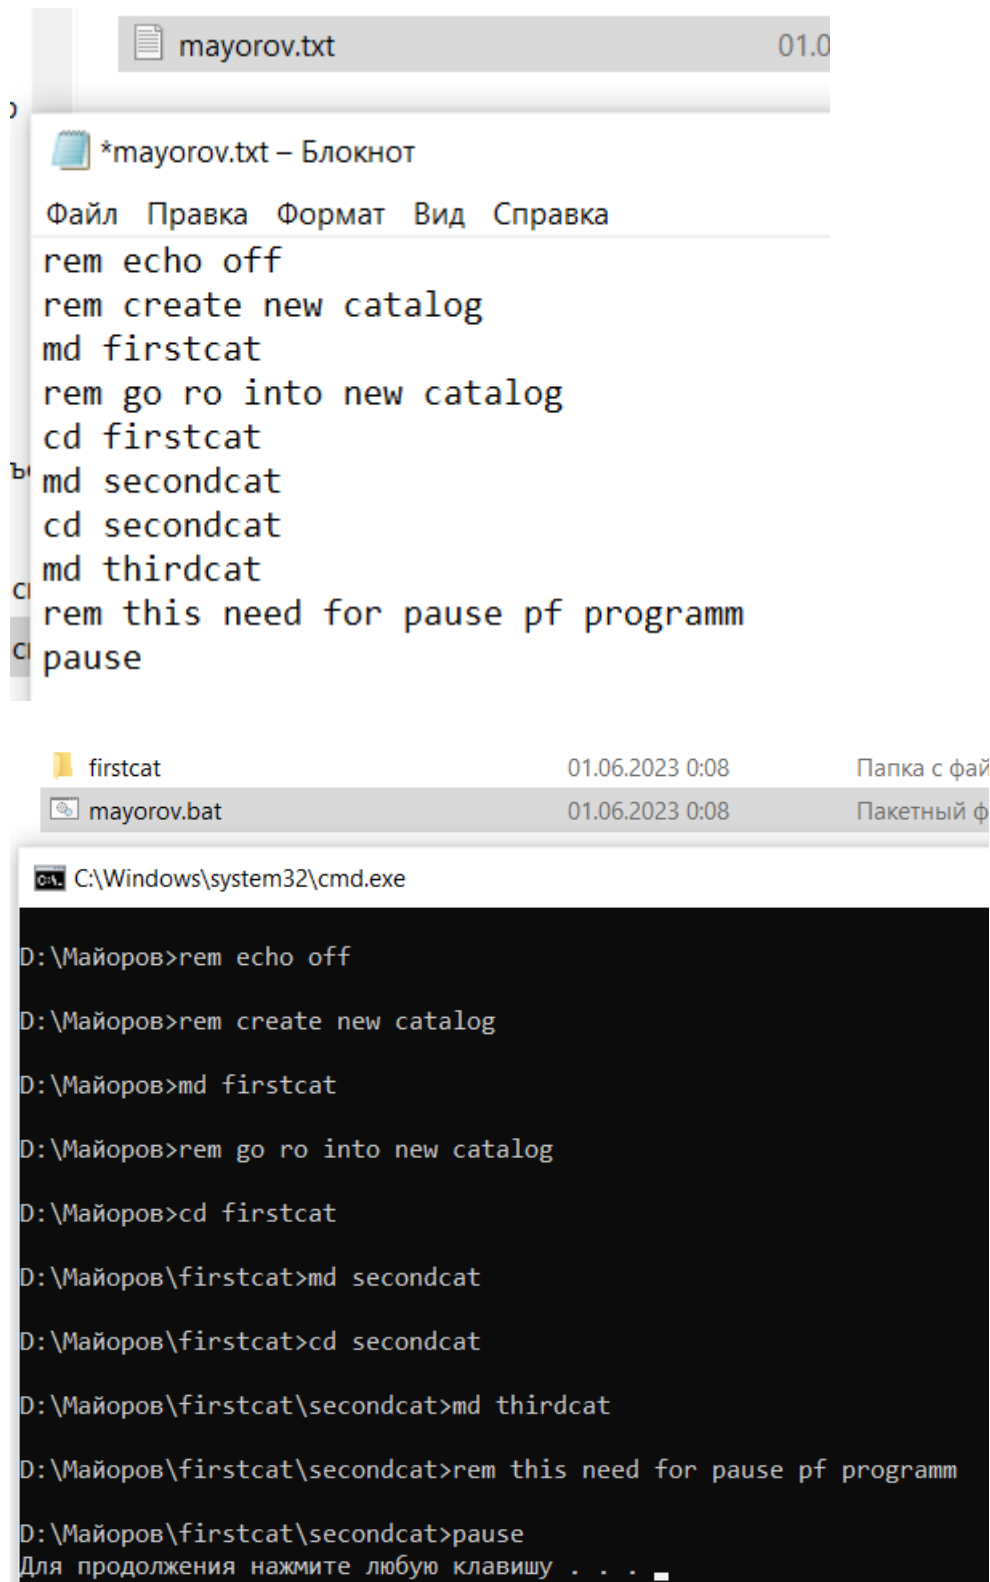 mayorov.txt 01.0
*mayorov.txt – Блокнот
Файл Правка Формат Вид Справка
rem echo off
rem create new catalog
md firstcat
rem go ro into new catalog
cd firstcat
md secondcat
cd secondcat
md thirdcat
rem this need for pause pf programm
pause
firstcat 01.06.2023 0:08 Папка с фай
mayorov.bat 01.06.2023 0:08 Пакетный ф
C:\Windows\system32\cmd.exe
D:\Майоров>rem echo off
D:\Майоров>rem create new catalog
D:\Майоров>md firstcat
D:\Майоров>rem go ro into new catalog
D:\Майоров>cd firstcat
D:\Майоров\firstcat>md secondcat
D:\Майоров\firstcat>cd secondcat
D:\Майоров\firstcat\secondcat>md thirdcat
D:\Майоров\firstcat\secondcat>rem this need for pause pf programm
D:\Майоров\firstcat\secondcat>pause
Для продолжения нажмите любую клавишу . . .